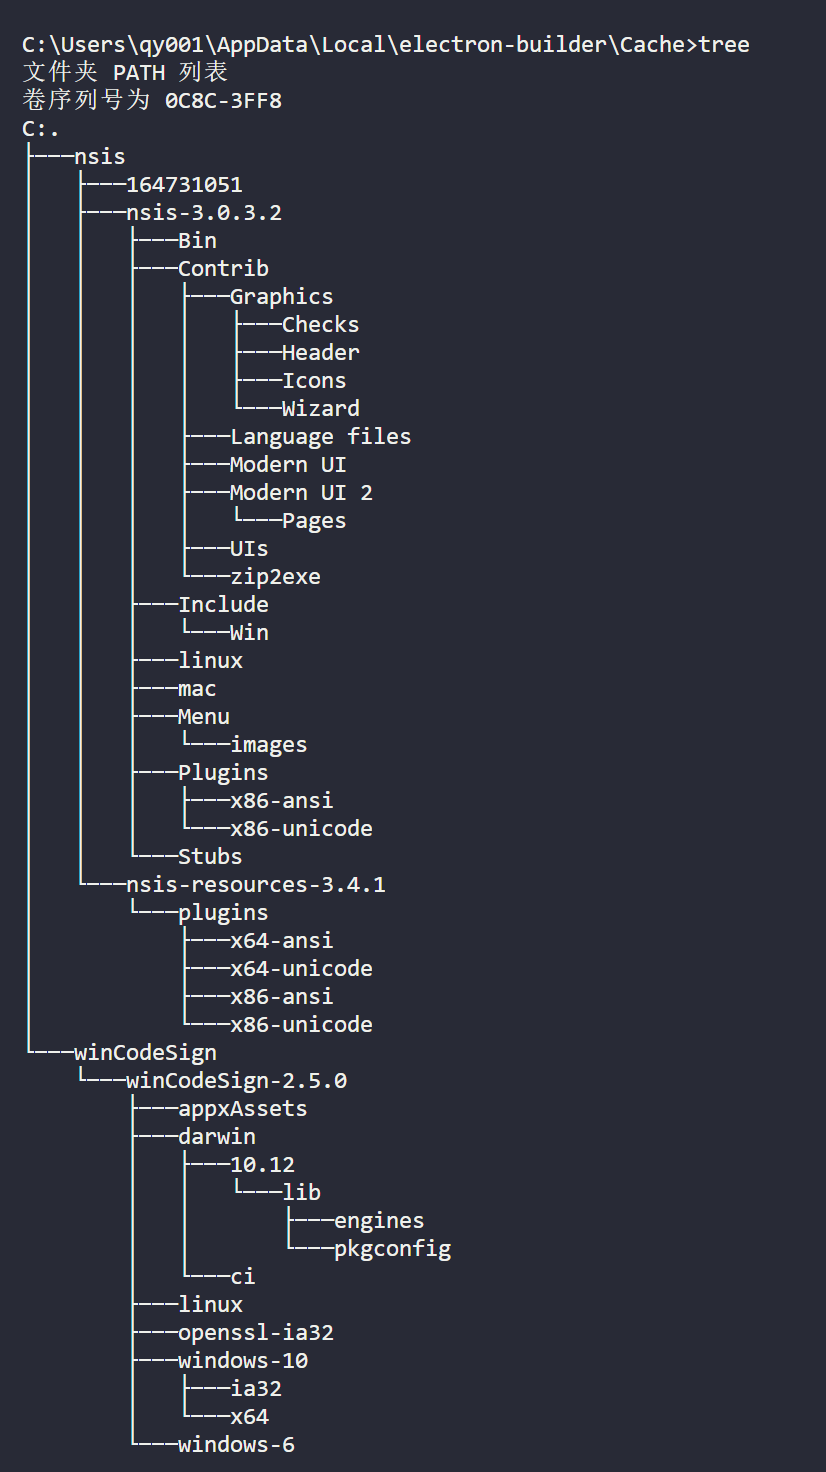 C:\Users\qy001\AppData\Local\electron-builder\Cache>tree
文件夹 PATH 列表
卷序列号为 0C8C-3FF8
C:.
├───nsis
│   ├───164731051
│   ├───nsis-3.0.3.2
│   │   ├───Bin
│   │   ├───Contrib
│   │   │   ├───Graphics
│   │   │   │   ├───Checks
│   │   │   │   ├───Header
│   │   │   │   ├───Icons
│   │   │   │   └───Wizard
│   │   │   ├───Language files
│   │   │   ├───Modern UI
│   │   │   ├───Modern UI 2
│   │   │   │   └───Pages
│   │   │   ├───UIs
│   │   │   └───zip2exe
│   │   ├───Include
│   │   │   └───Win
│   │   ├───linux
│   │   ├───mac
│   │   ├───Menu
│   │   │   └───images
│   │   ├───Plugins
│   │   │   ├───x86-ansi
│   │   │   └───x86-unicode
│   │   └───Stubs
│   └───nsis-resources-3.4.1
│       └───plugins
│           ├───x64-ansi
│           ├───x64-unicode
│           ├───x86-ansi
│           └───x86-unicode
└───winCodeSign
    └───winCodeSign-2.5.0
        ├───appxAssets
        ├───darwin
        │   ├───10.12
        │   │   └───lib
        │   │       ├───engines
        │   │       └───pkgconfig
        │   └───ci
        ├───linux
        ├───openssl-ia32
        ├───windows-10
        │   ├───ia32
        │   └───x64
        └───windows-6